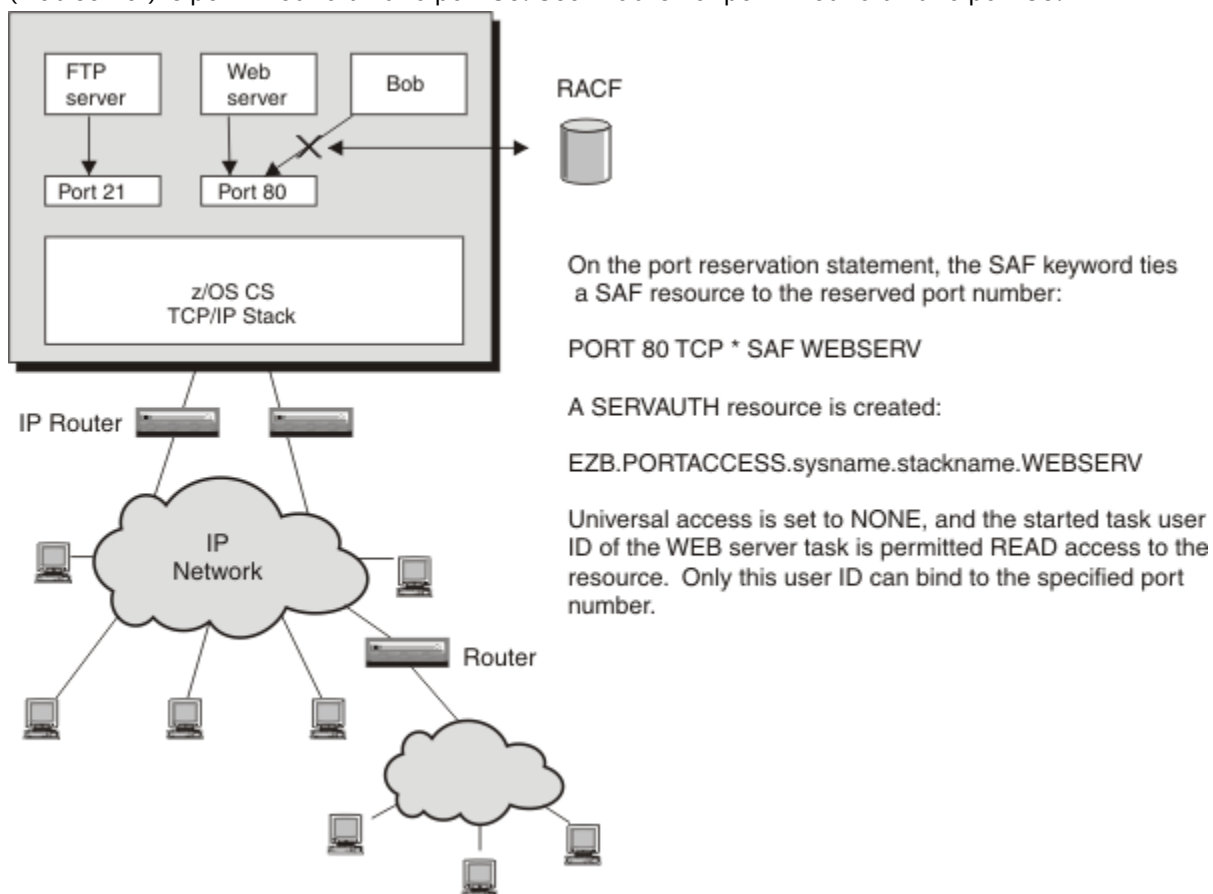 FTP
server
Web
server
Bob
RACF
Port 21
Port 80
z/OS CS
TCP/IP Stack
On the port reservation statement, the SAF keyword ties
a SAF resource to the reserved port number:
PORT 80 TCP * SAF WEBSERV
A SERVAUTH resource is created:
EZB.PORTACCESS.sysname.stackname.WEBSERV
Universal access is set to NONE, and the started task user
ID of the WEB server task is permitted READ access to the
resource. Only this user ID can bind to the specified port
number.
IP Router
IP
Network
Router